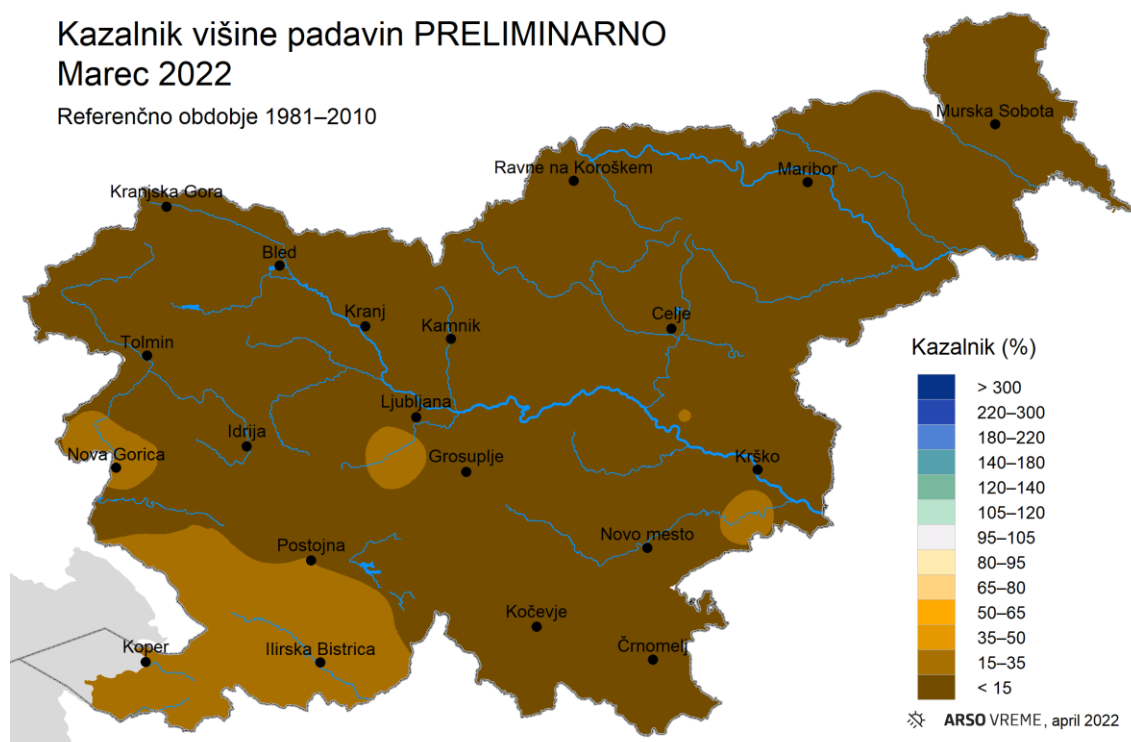 Kazalnik višine padavin PRELIMINARNO
Marec 2022
Referenčno obdobje 1981–2010
Murska Sobota
Ravne na Koroškem
Maribor
Kranjska Gora
Bled
Kranj
Kamnik
Celje
Tolmin
Ljubljana
Idrija
Nova Gorica
Grosuplje
Krško
Novo mesto
Postojna
Kočevje
Koper
Ilirska Bistrica
Črnomelj
Kazalnik (%)
> 300
220–300
180–220
140–180
120–140
105–120
95–105
80–95
65–80
50–65
35–50
15–35
< 15
ARSO VREME, april 2022